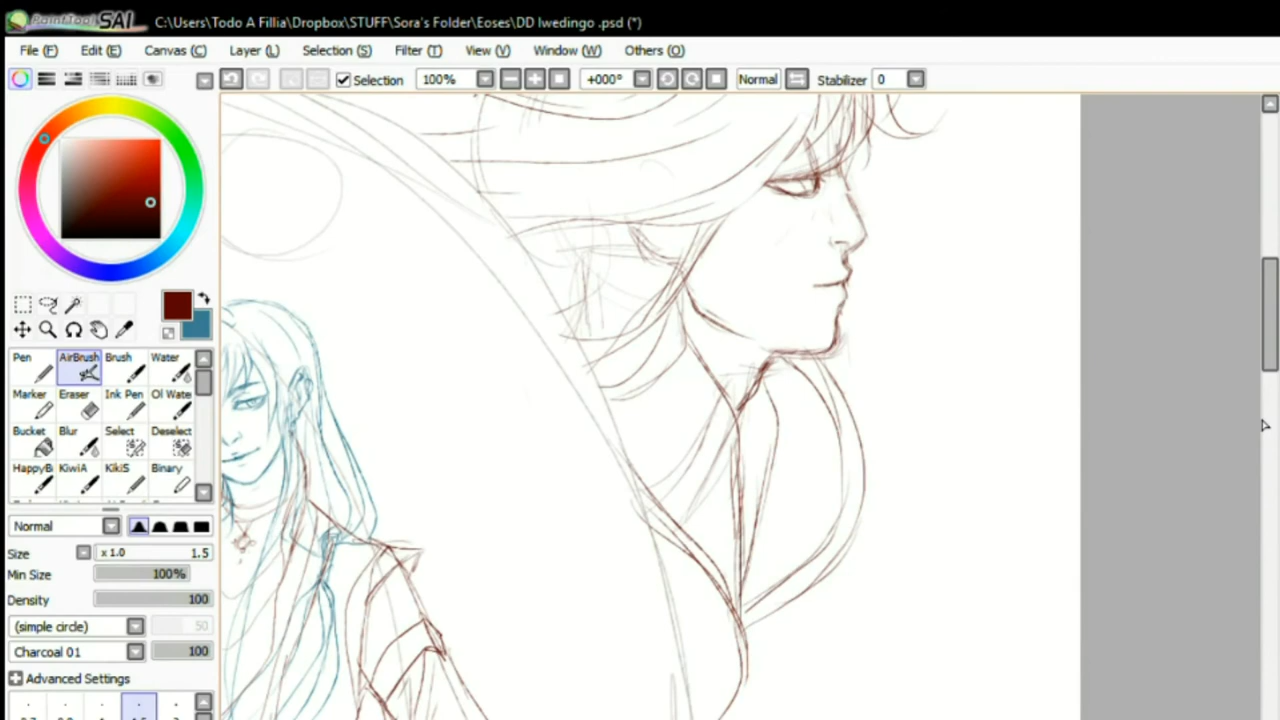 PaintTool SAI C:\Users\Todo A Fillia\Dropbox\STUFF\Sora's Folder\Eoses\DD lwedingo .psd (*)
File (F) Edit (E) Canvas (C) Layer (L) Selection (S) Filter (T) View (V) Window (W) Others (O)
Selection 100% +000° Normal Stabilizer 0
Pen AirBrush Brush Water
Marker Eraser Ink Pen Ol Wate
Bucket Blur Select Deselect
HappyB KiwiA KikiS Binary
Normal
Size x 1.0 1.5
Min Size 100%
Density 100
(simple circle) 50
Charcoal 01 100
Advanced Settings